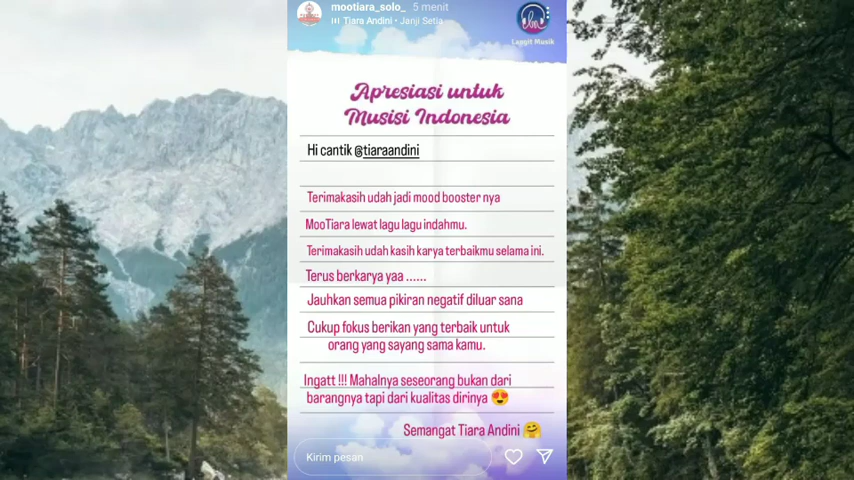 mootiara_solo_ 5 menit
Tiara Andini • Janji Setia
Langit Musik
Apresiasi untuk
Musisi Indonesia
Hi cantik @tiaraandini
Terimakasih udah jadi mood booster nya
MooTiara lewat lagu lagu indahmu.
Terimakasih udah kasih karya terbaikmu selama ini.
Terus berkarya yaa ......
Jauhkan semua pikiran negatif diluar sana
Cukup fokus berikan yang terbaik untuk
orang yang sayang sama kamu.
Ingatt !!! Mahalnya seseorang bukan dari
barangnya tapi dari kualitas dirinya 😍
Semangat Tiara Andini 🤗
Kirim pesan